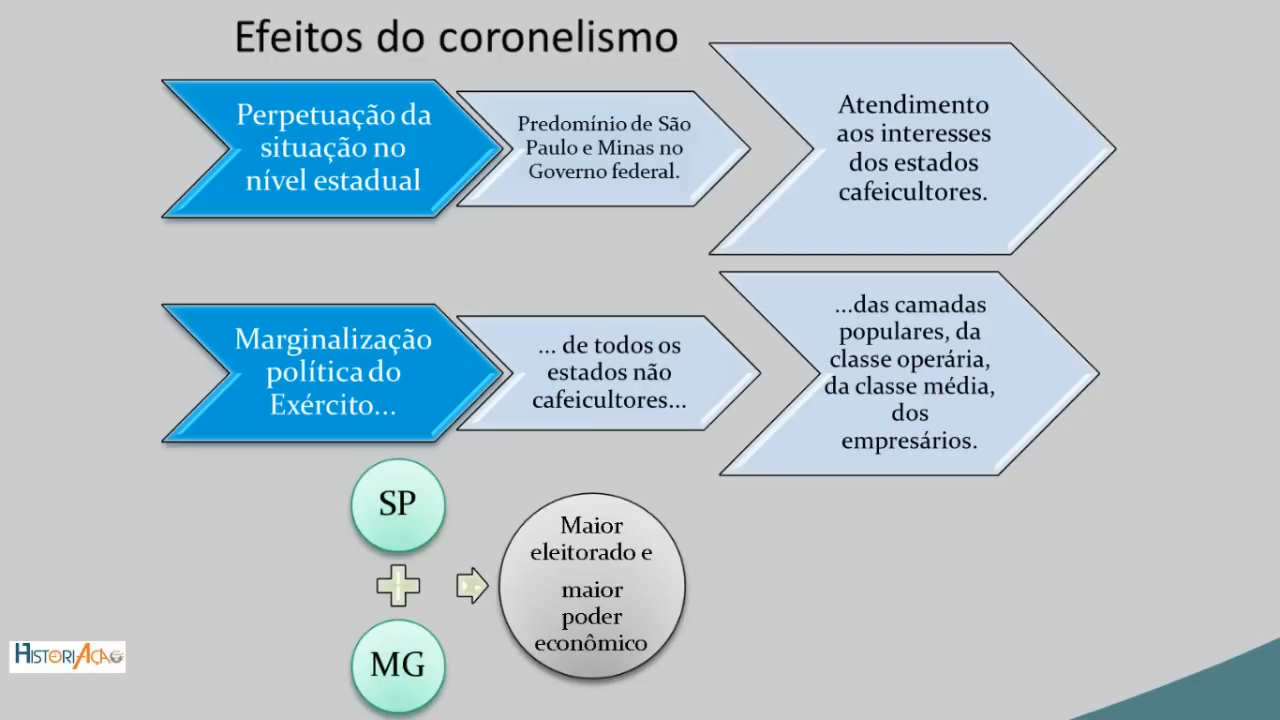 Efeitos do coronelismo
Perpetuação da
situação no
nível estadual
Predomínio de São
Paulo e Minas no
Governo federal.
Atendimento
aos interesses
dos estados
cafeicultores.
Marginalização
política do
Exército...
... de todos os
estados não
cafeicultores...
...das camadas
populares, da
classe operária,
da classe média,
dos
empresários.
SP
MG
Maior
eleitorado e
maior
poder
econômico
HISTORIAÇÃO